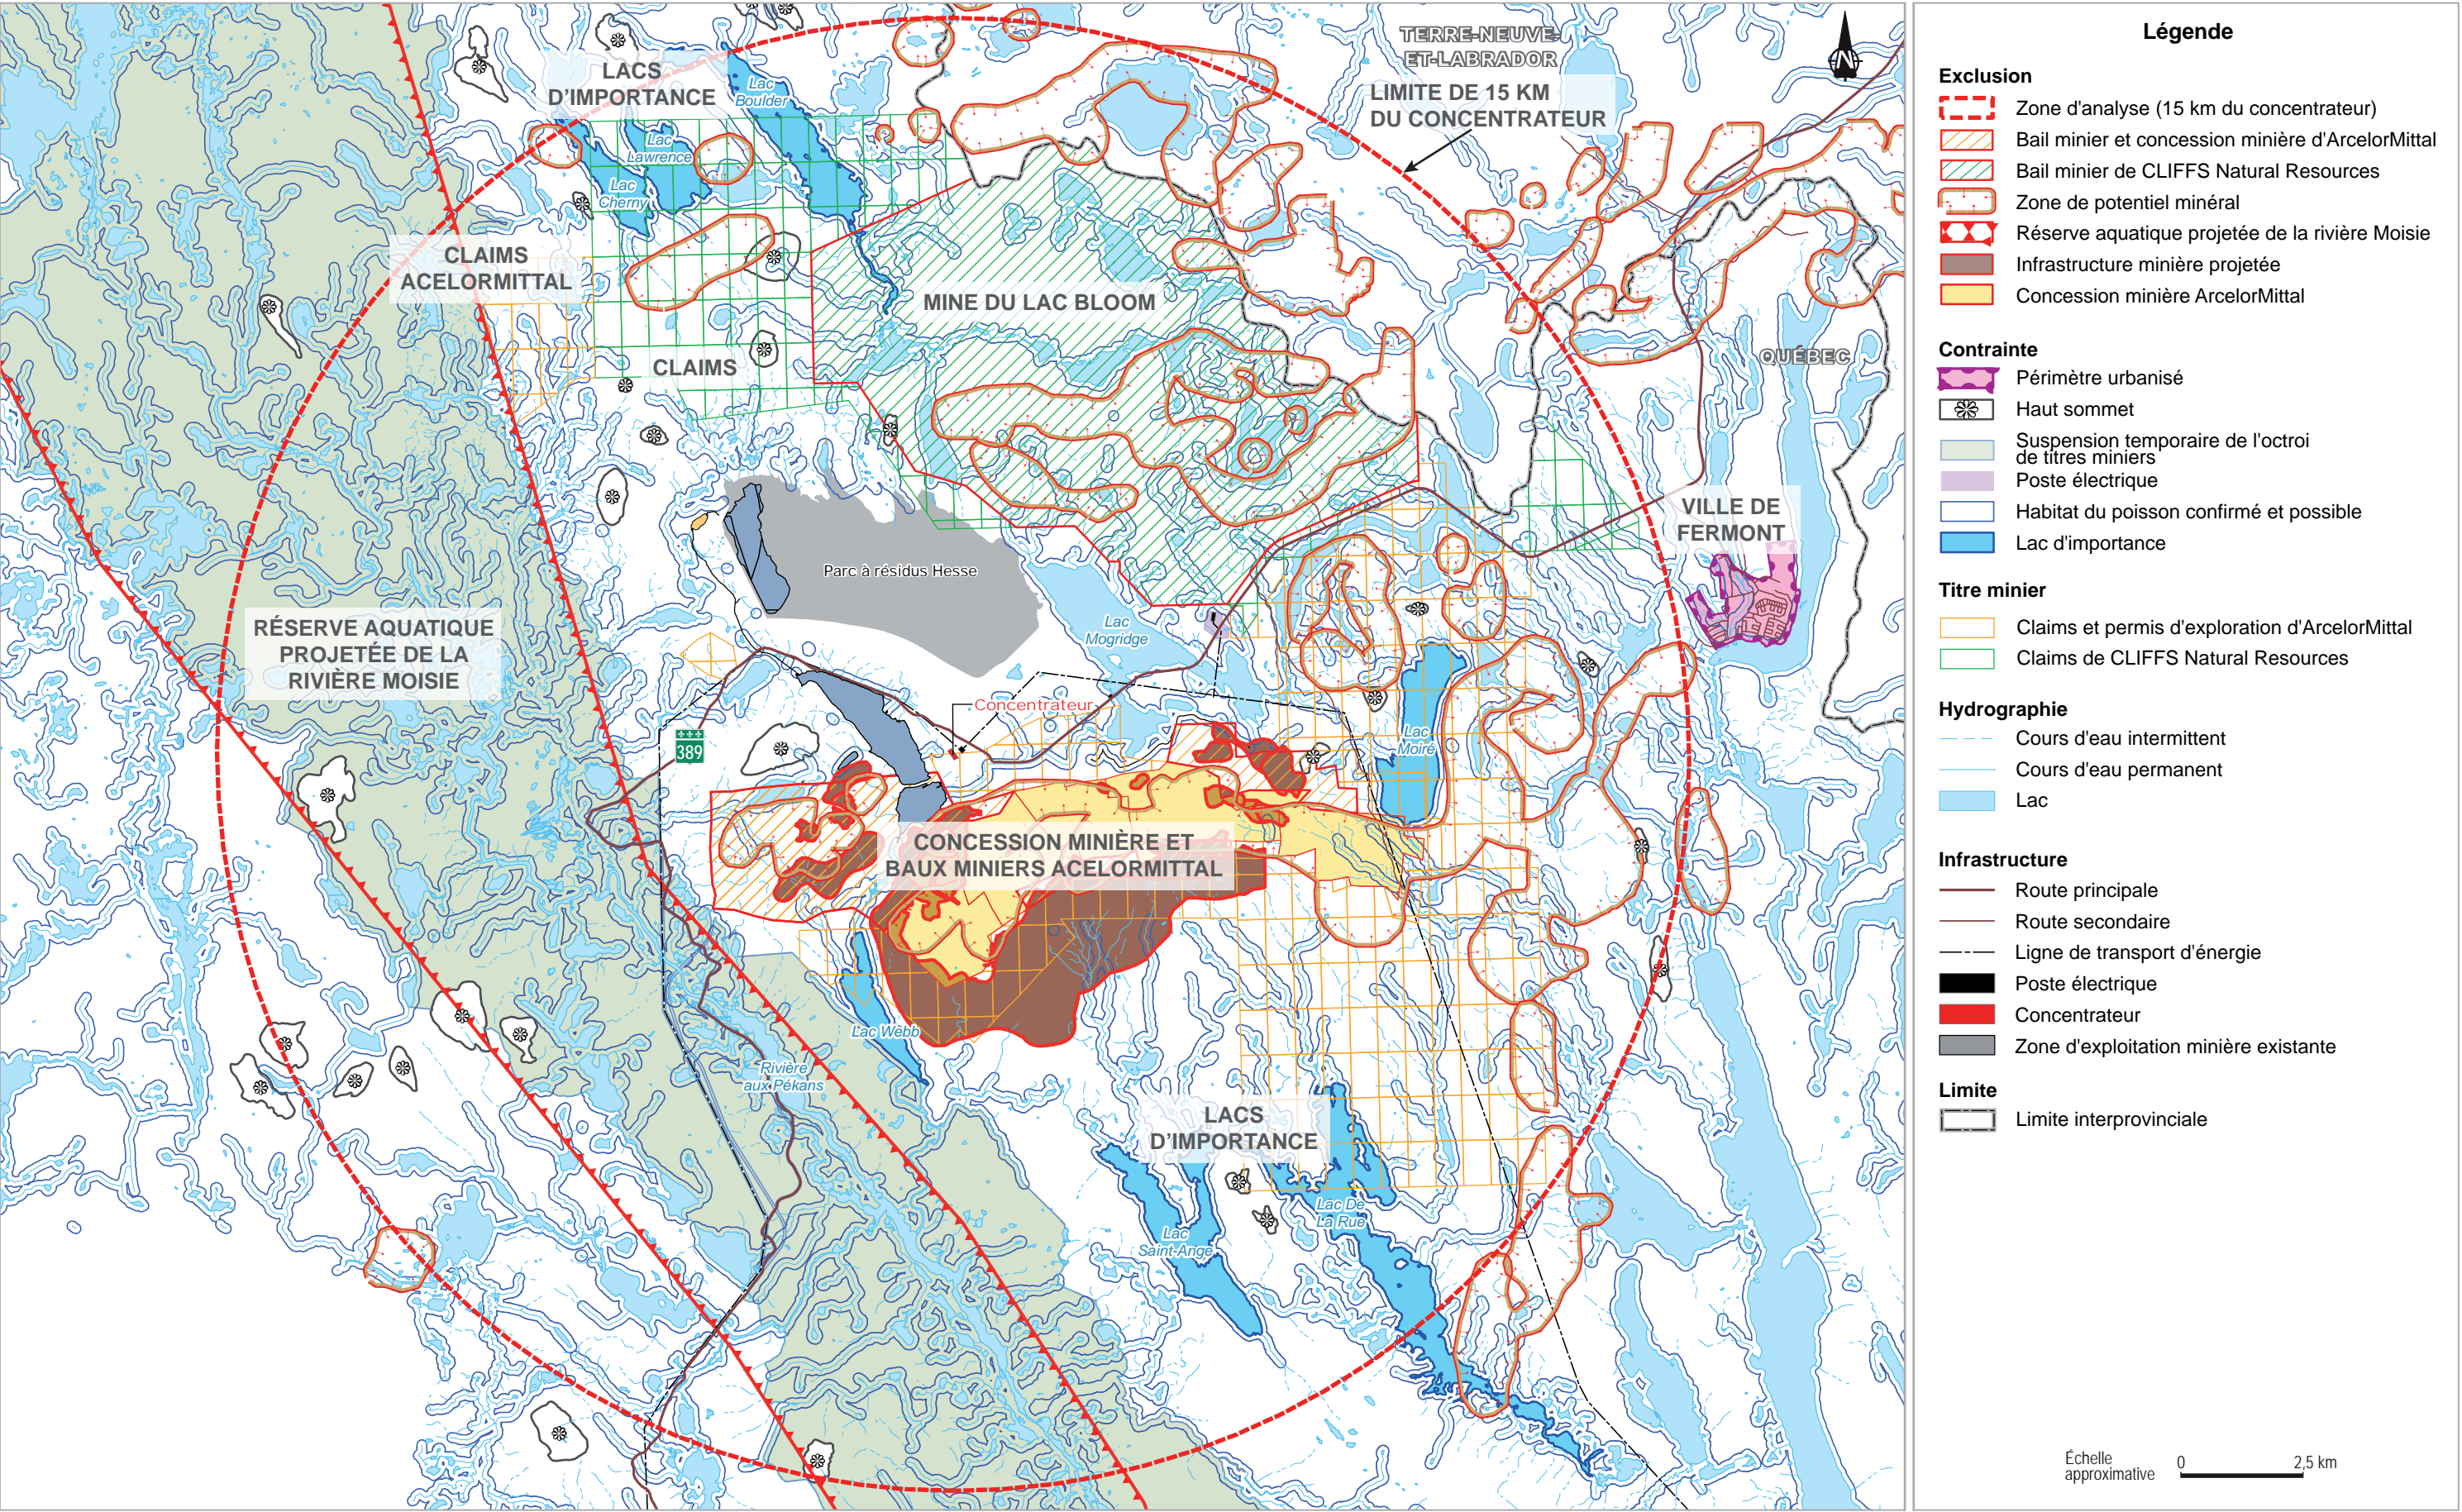 TERRE-NEUVE-
ET-LABRADOR
LIMITE DE 15 KM
DU CONCENTRATEUR
LACS
D'IMPORTANCE
Lac
Boulder
Lac
Lawrence
Lac
Cherny
N
CLAIMS
ACELORMITTAL
MINE DU LAC BLOOM
CLAIMS
QUÉBEC
VILLE DE
FERMONT
Parc à résidus Hesse
Lac
Mogridge
RÉSERVE AQUATIQUE
PROJETÉE DE LA
RIVIÈRE MOISIE
Concentrateur
389
Lac
Moiré
CONCESSION MINIÈRE ET
BAUX MINIERS ACELORMITTAL
Lac Webb
Rivière
aux Pékans
LACS
D'IMPORTANCE
Lac De
La Rue
Lac
Saint-Ange
Légende
Exclusion
Zone d'analyse (15 km du concentrateur)
Bail minier et concession minière d'ArcelorMittal
Bail minier de CLIFFS Natural Resources
Zone de potentiel minéral
Réserve aquatique projetée de la rivière Moisie
Infrastructure minière projetée
Concession minière ArcelorMittal
Contrainte
Périmètre urbanisé
Haut sommet
Suspension temporaire de l'octroi
de titres miniers
Poste électrique
Habitat du poisson confirmé et possible
Lac d'importance
Titre minier
Claims et permis d'exploration d'ArcelorMittal
Claims de CLIFFS Natural Resources
Hydrographie
Cours d'eau intermittent
Cours d'eau permanent
Lac
Infrastructure
Route principale
Route secondaire
Ligne de transport d'énergie
Poste électrique
Concentrateur
Zone d'exploitation minière existante
Limite
Limite interprovinciale
Échelle
approximative
0 2,5 km